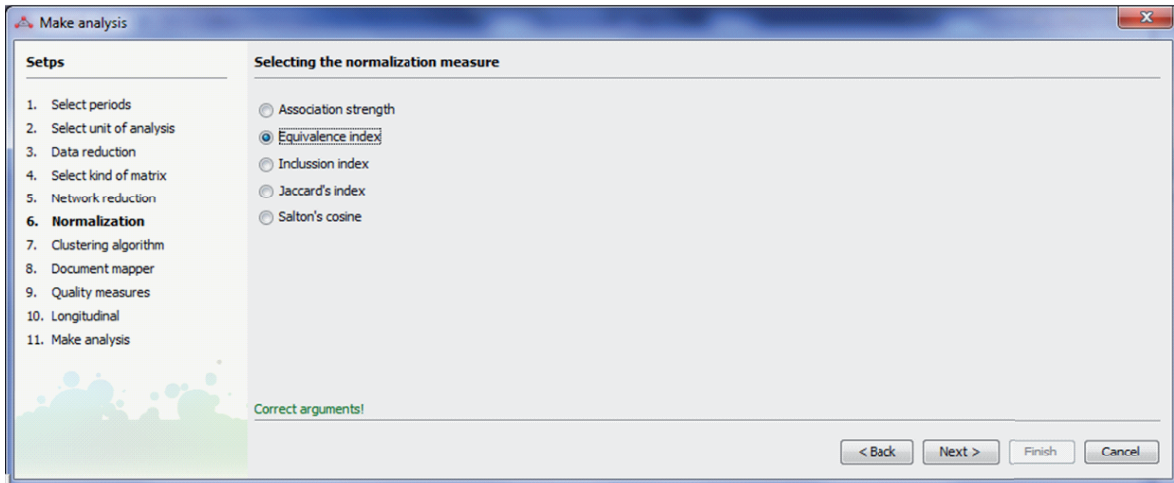 Make analysis
Setps
1. Select periods
2. Select unit of analysis
3. Data reduction
4. Select kind of matrix
5. Network reduction
6. Normalization
7. Clustering algorithm
8. Document mapper
9. Quality measures
10. Longitudinal
11. Make analysis
Selecting the normalization measure
Association strength
Equivalence index
Inclussion index
Jaccard's index
Salton's cosine
Correct arguments!
< Back Next > Finish Cancel